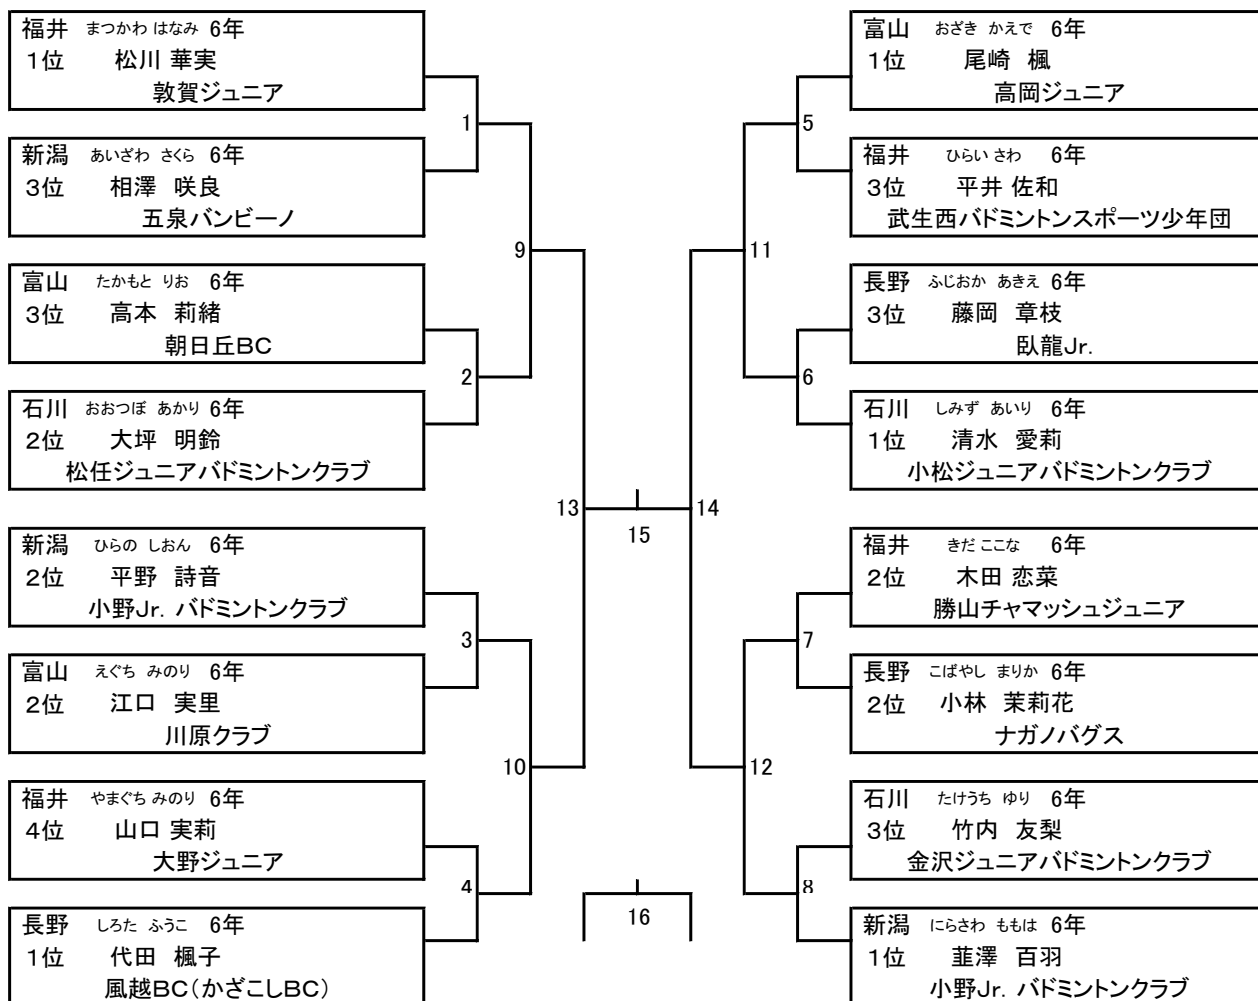 福井 まつかわ はなみ 6年
1位 松川 華実
敦賀ジュニア
1
新潟 あいざわ さくら 6年
3位 相澤 咲良
五泉バンビーノ
9
富山 たかもと りお 6年
3位 高本 莉緒
朝日丘BC
2
石川 おおつぼ あかり 6年
2位 大坪 明鈴
松任ジュニアバドミントンクラブ
13
新潟 ひらの しおん 6年
2位 平野 詩音
小野Jr. バドミントンクラブ
3
富山 えぐち みのり 6年
2位 江口 実里
川原クラブ
10
福井 やまぐち みのり 6年
4位 山口 実莉
大野ジュニア
4
長野 しろた ふうこ 6年
1位 代田 楓子
風越BC(かざこしBC)
15
16
富山 おざき かえで 6年
1位 尾崎 楓
高岡ジュニア
5
福井 ひらい さわ 6年
3位 平井 佐和
武生西バドミントンスポーツ少年団
11
長野 ふじおか あきえ 6年
3位 藤岡 章枝
臥龍Jr.
6
石川 しみず あいり 6年
1位 清水 愛莉
小松ジュニアバドミントンクラブ
14
福井 きだ ここな 6年
2位 木田 恋菜
勝山チャマッシュジュニア
7
長野 こばやし まりか 6年
2位 小林 茉莉花
ナガノバグス
12
石川 たけうち ゆり 6年
3位 竹内 友梨
金沢ジュニアバドミントンクラブ
8
新潟 にらさわ ももは 6年
1位 韮澤 百羽
小野Jr. バドミントンクラブ